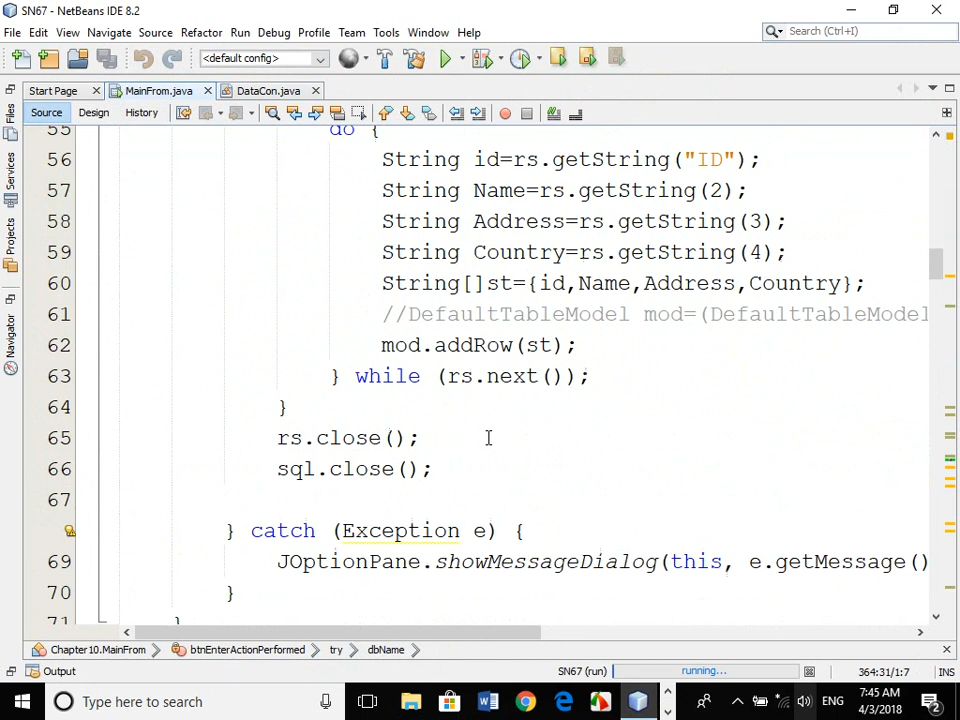 SN67 - NetBeans IDE 8.2
File Edit View Navigate Source Refactor Run Debug Profile Team Tools Window Help
Search (Ctrl+I)
<default config>
Start Page
MainFrom.java
DataCon.java
Source Design History
Files
Services
Projects
Navigator
55 do {
56 String id=rs.getString("ID");
57 String Name=rs.getString(2);
58 String Address=rs.getString(3);
59 String Country=rs.getString(4);
60 String[]st={id,Name,Address,Country};
61 //DefaultTableModel mod=(DefaultTableModel
62 mod.addRow(st);
63 } while (rs.next());
64 }
65 rs.close();
66 sql.close();
67
} catch (Exception e) {
69 JOptionPane.showMessageDialog(this, e.getMessage()
70 }
71 }
Chapter10.MainFrom btnEnterActionPerformed try dbName
Output SN67 (run) running... 364:31/1:7 INS
Type here to search ENG 7:45 AM
4/3/2018 2